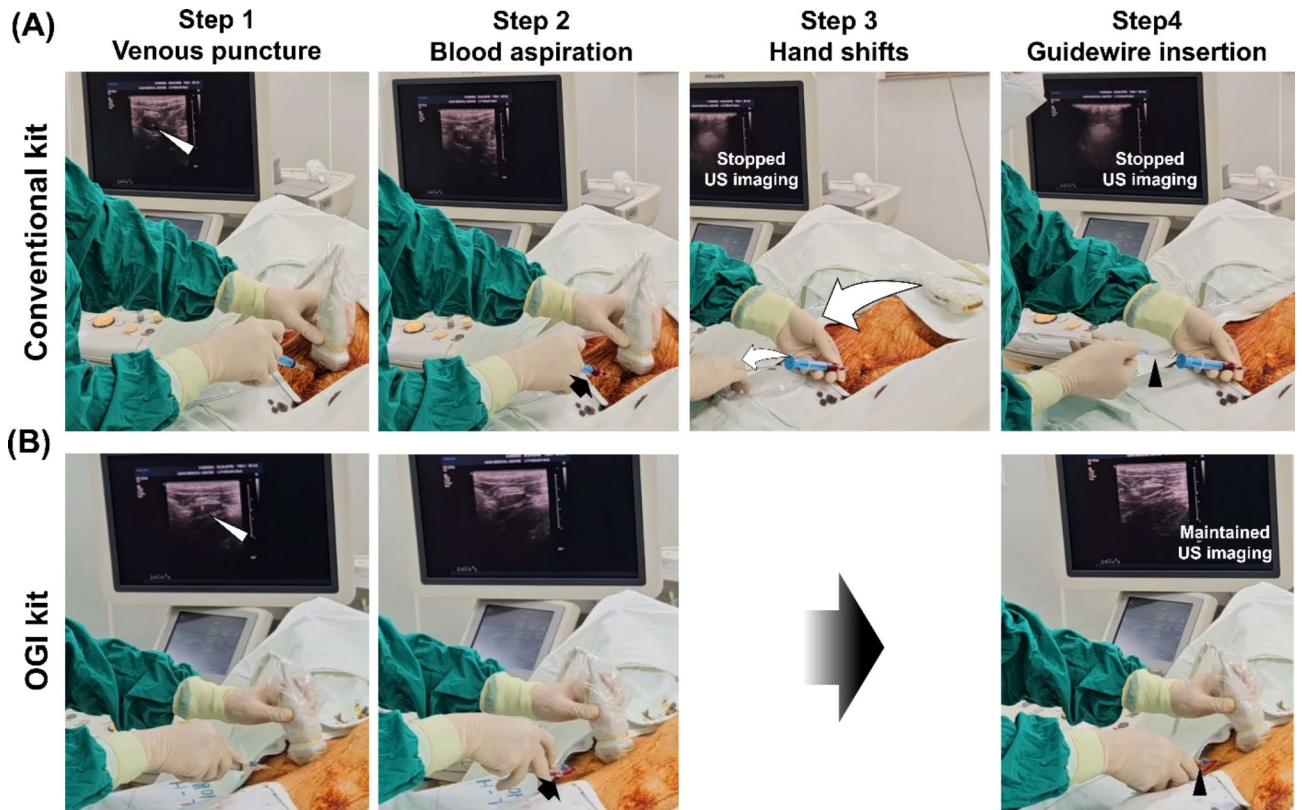 (A)
Step 1
Venous puncture
Step 2
Blood aspiration
Step 3
Hand shifts
Step4
Guidewire insertion
Conventional kit
PHILIPS
Stopped
US imaging
Stopped
US imaging
(B)
OGI kit
Maintained
US imaging